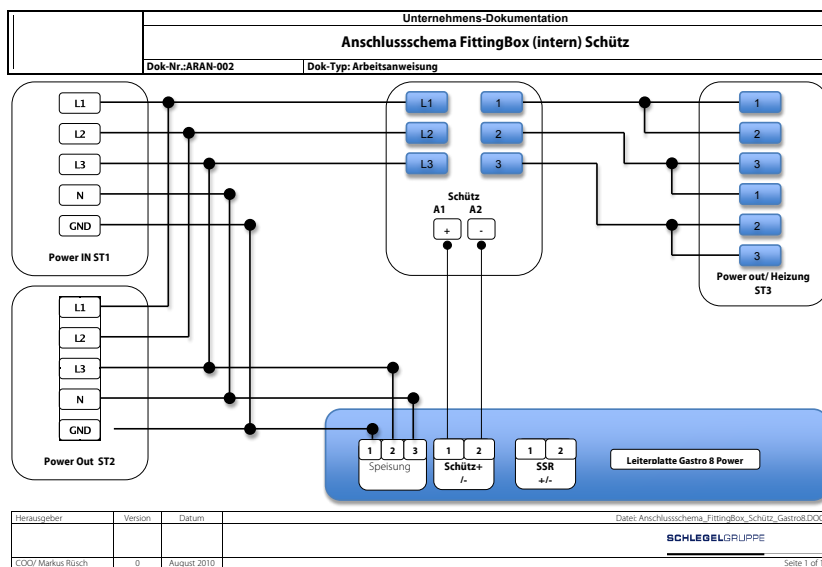 Unternehmens-Dokumentation
Anschlussschema FittingBox (intern) Schütz
Dok-Nr.:ARAN-002
Dok-Typ: Arbeitsanweisung
L1
L2
L3
N
GND
Power IN ST1
L1 1
L2 2
L3 3
Schütz
A1 A2
+ -
1
2
3
1
2
3
Power out/ Heizung
ST3
L1
L2
L3
N
GND
Power Out ST2
1 2 3
Speisung
1 2
Schütz+
/-
1 2
SSR
+/-
Leiterplatte Gastro 8 Power
Herausgeber Version Datum Datei: Anschlussschema_FittingBox_Schütz_Gastro8.DOC
SCHLEGELGRUPPE
COO/ Markus Rüsch 0 August 2010 Seite 1 of 1